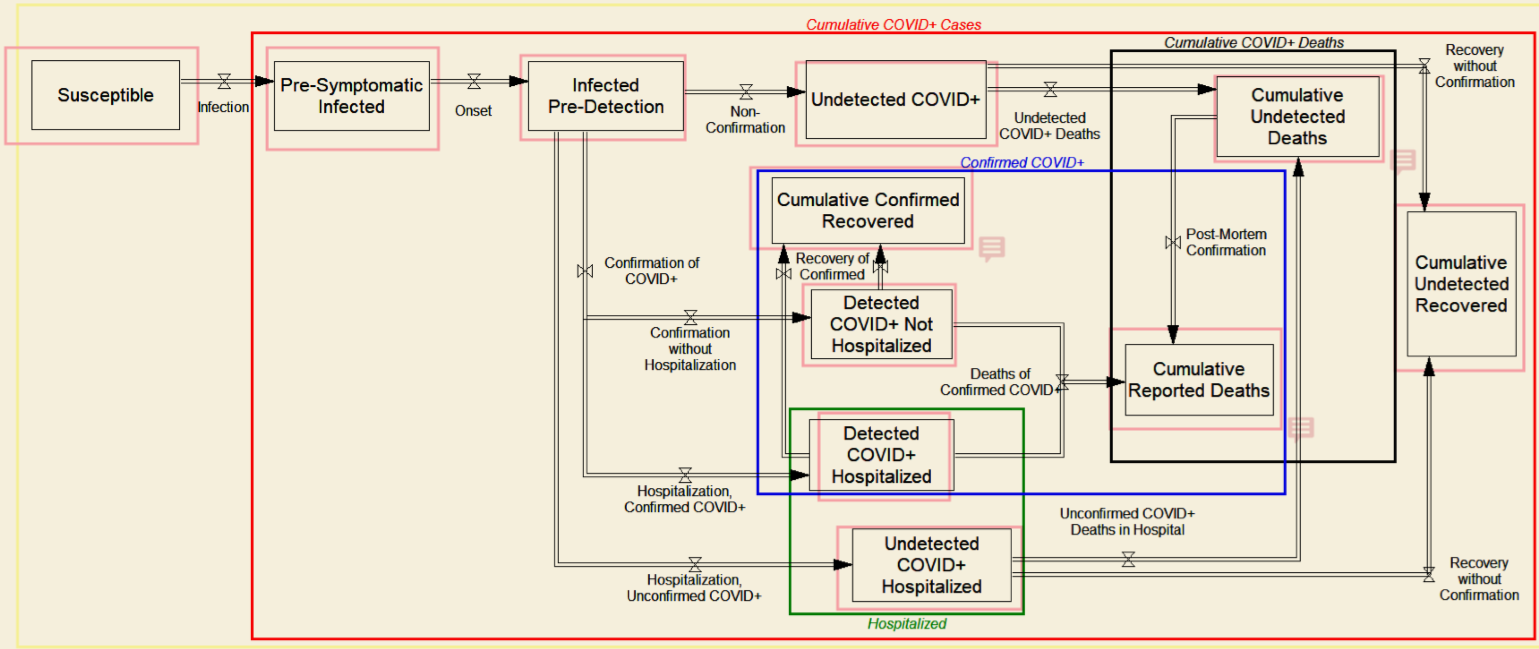 Cumulative COVID+ Cases
Cumulative COVID+ Deaths
Susceptible
Infection
Pre-Symptomatic
Infected
Onset
Infected
Pre-Detection
Non-
Confirmation
Undetected COVID+
Undetected
COVID+ Deaths
Cumulative
Undetected
Deaths
Recovery
without
Confirmation
Confirmed COVID+
Cumulative Confirmed
Recovered
Confirmation of
COVID+
Recovery of
Confirmed
Post-Mortem
Confirmation
Cumulative
Undetected
Recovered
Detected
COVID+ Not
Hospitalized
Confirmation
without
Hospitalization
Deaths of
Confirmed COVID+
Cumulative
Reported Deaths
Detected
COVID+
Hospitalized
Hospitalization,
Confirmed COVID+
Unconfirmed COVID+
Deaths in Hospital
Undetected
COVID+
Hospitalized
Hospitalization,
Unconfirmed COVID+
Recovery
without
Confirmation
Hospitalized